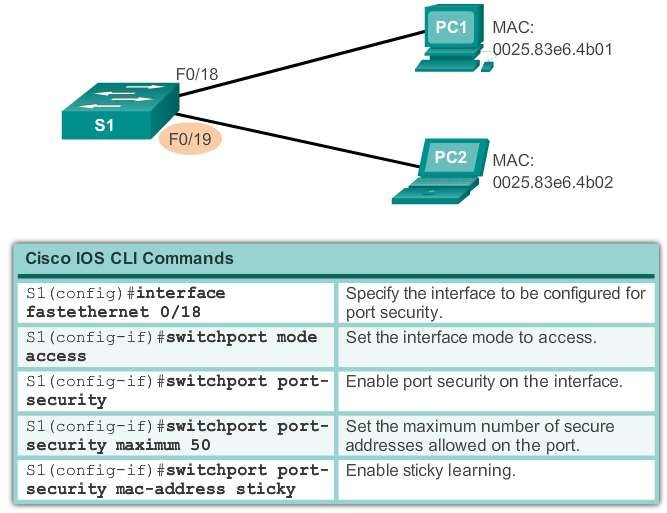 PC1
MAC:
0025.83e6.4b01
F0/18
S1
F0/19
PC2
MAC:
0025.83e6.4b02
Cisco IOS CLI Commands
S1(config)#interface
fastethernet 0/18
Specify the interface to be configured for
port security.
S1(config-if)#switchport mode
access
Set the interface mode to access.
S1(config-if)#switchport port-
security
Enable port security on the interface.
S1(config-if)#switchport port-
security maximum 50
Set the maximum number of secure
addresses allowed on the port.
S1(config-if)#switchport port-
security mac-address sticky
Enable sticky learning.